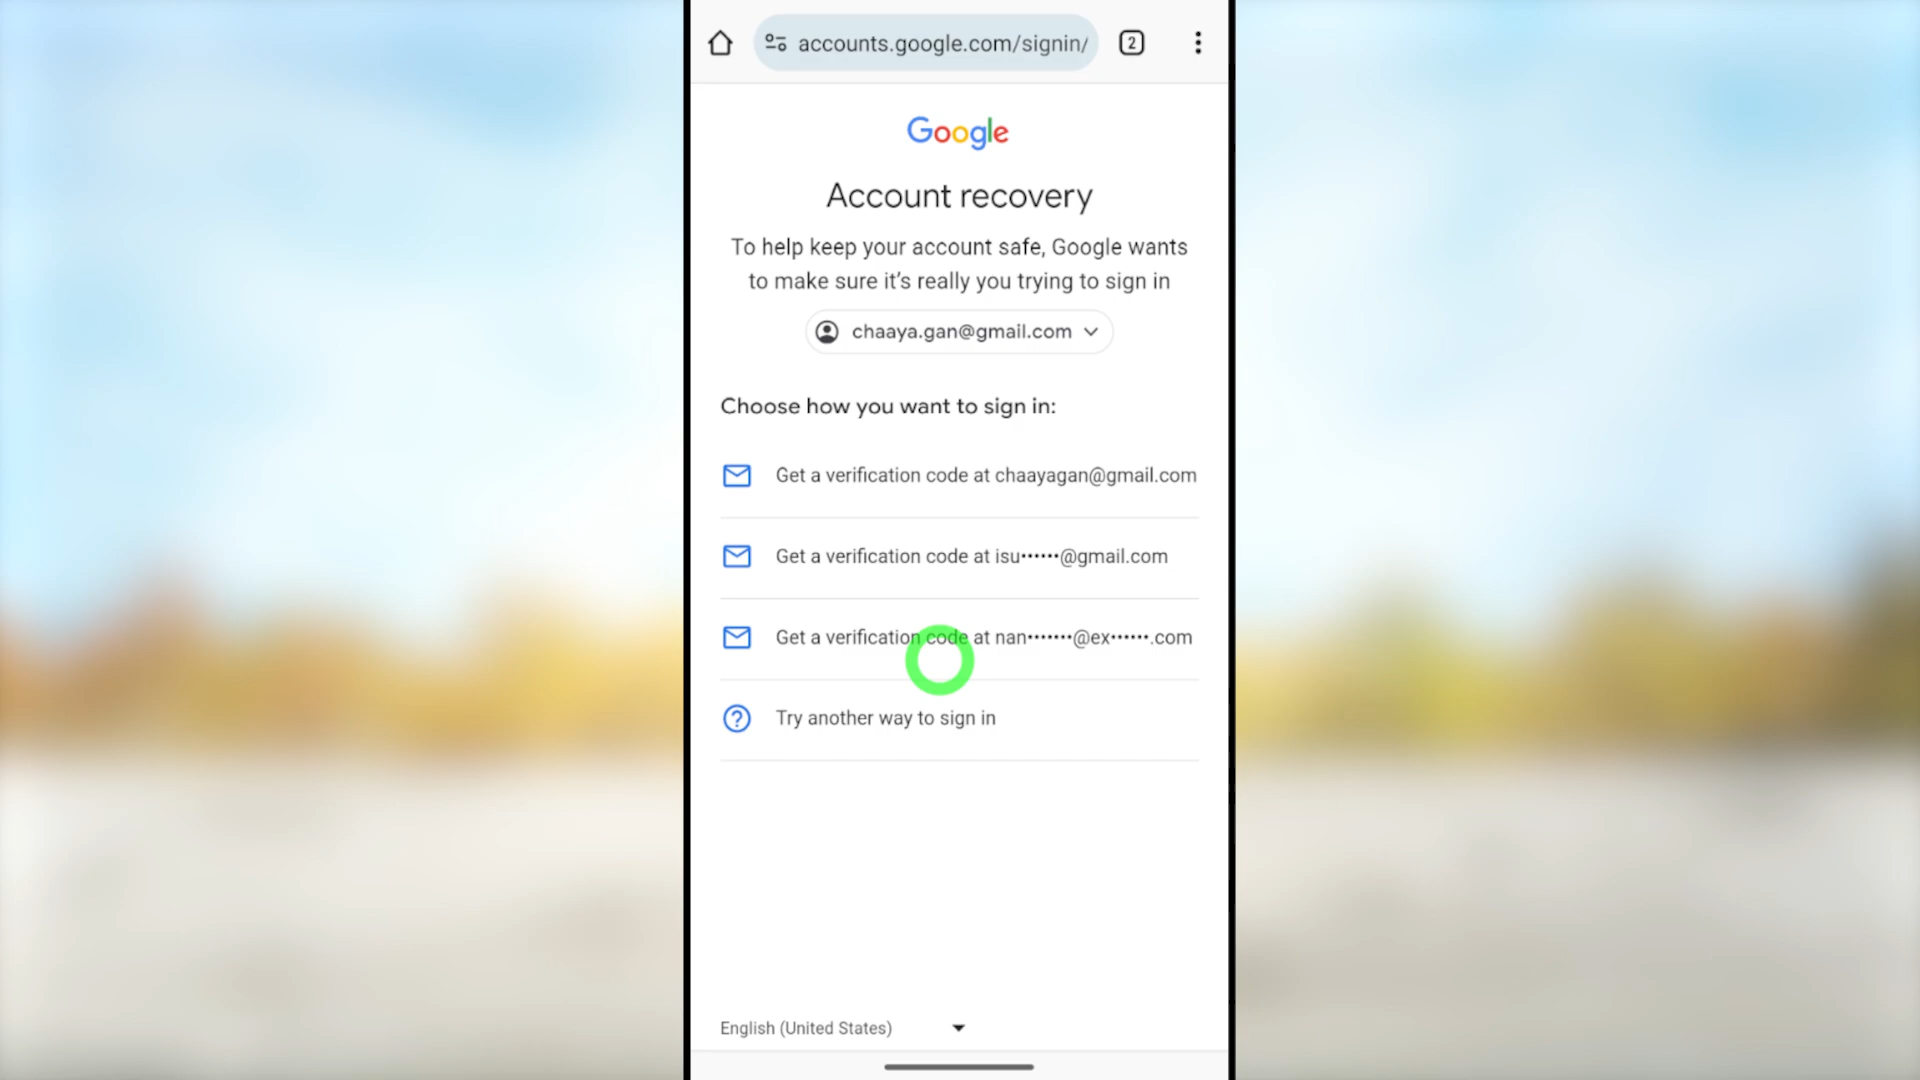 accounts.google.com/signin/
2
Google
Account recovery
To help keep your account safe, Google wants
to make sure it's really you trying to sign in
chaaya.gan@gmail.com
Choose how you want to sign in:
Get a verification code at chaayagan@gmail.com
Get a verification code at isu••••••@gmail.com
Get a verification code at nan•••••••@ex••••••.com
Try another way to sign in
English (United States)